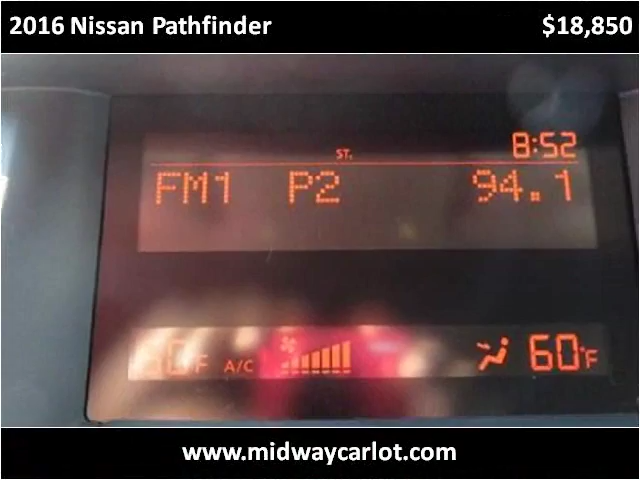 2016 Nissan Pathfinder $18,850
ST. 8:52
FM1 P2 94.1
A/C 60°F
www.midwaycarlot.com